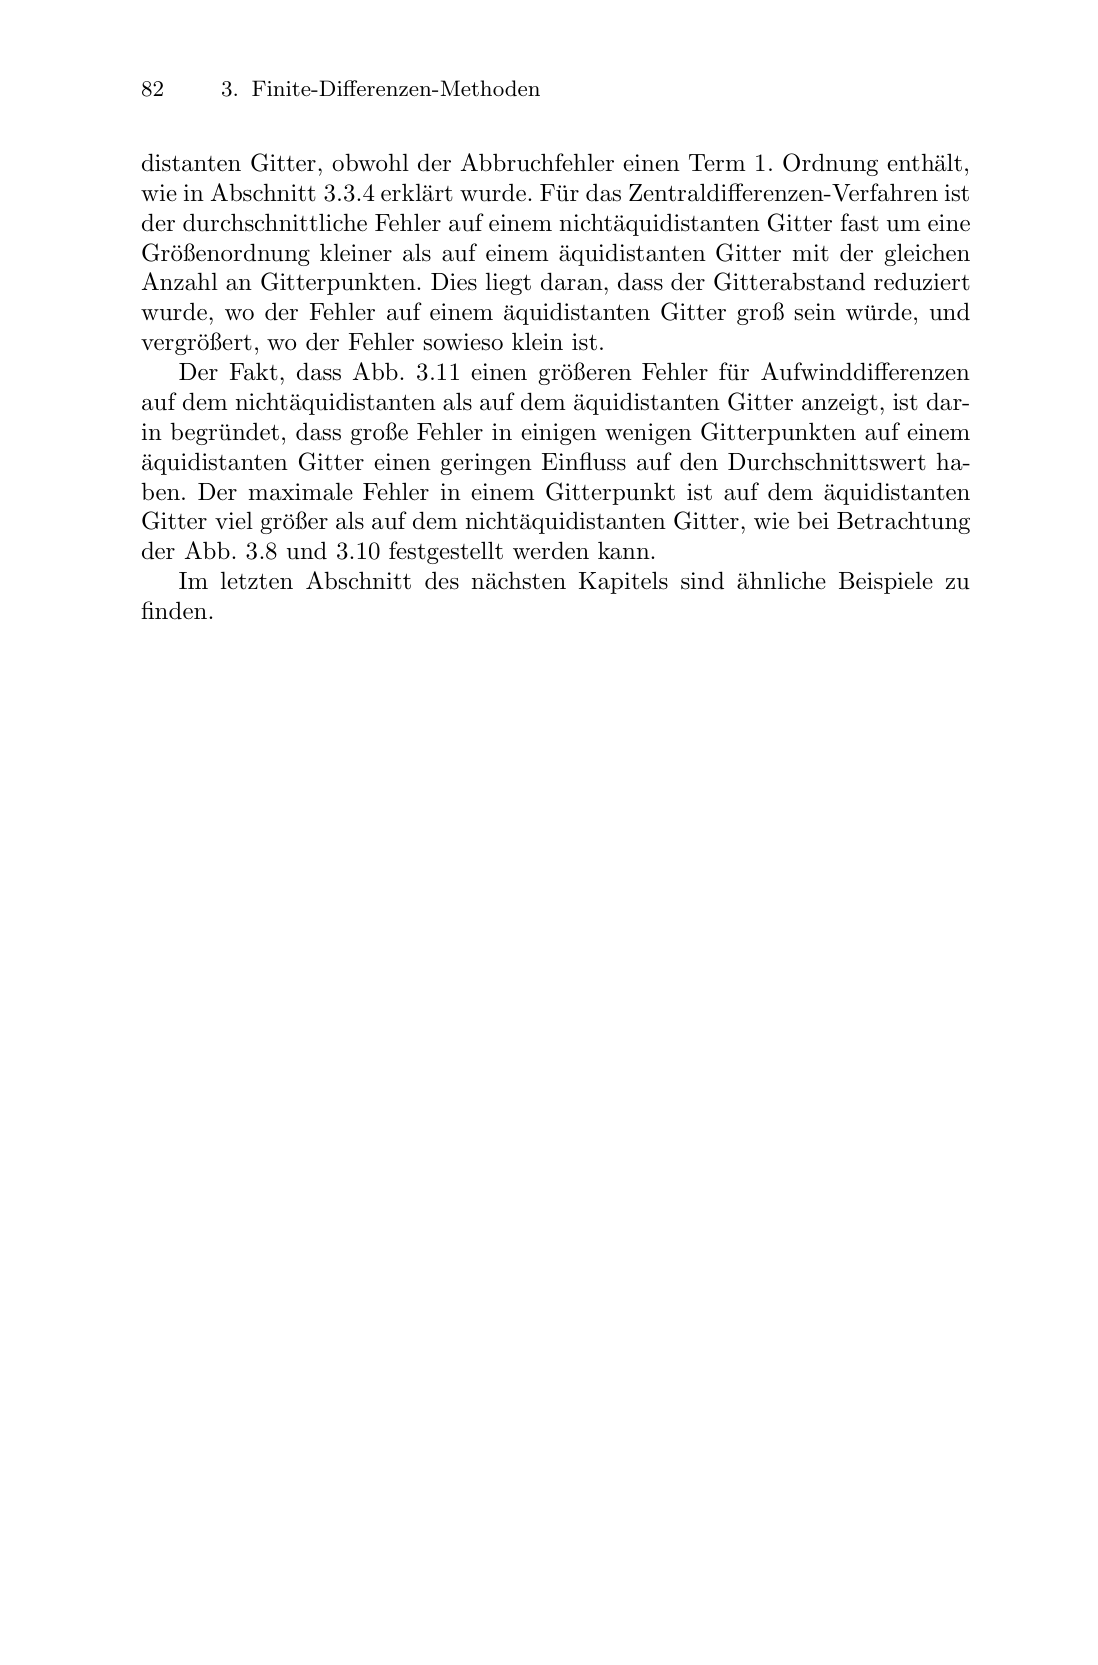 82 3. Finite-Differenzen-Methoden
distanten Gitter, obwohl der Abbruchfehler einen Term 1. Ordnung enthält,
wie in Abschnitt 3.3.4 erklärt wurde. Für das Zentraldifferenzen-Verfahren ist
der durchschnittliche Fehler auf einem nichtäquidistanten Gitter fast um eine
Größenordnung kleiner als auf einem äquidistanten Gitter mit der gleichen
Anzahl an Gitterpunkten. Dies liegt daran, dass der Gitterabstand reduziert
wurde, wo der Fehler auf einem äquidistanten Gitter groß sein würde, und
vergrößert, wo der Fehler sowieso klein ist.
Der Fakt, dass Abb. 3.11 einen größeren Fehler für Aufwinddifferenzen
auf dem nichtäquidistanten als auf dem äquidistanten Gitter anzeigt, ist dar-
in begründet, dass große Fehler in einigen wenigen Gitterpunkten auf einem
äquidistanten Gitter einen geringen Einfluss auf den Durchschnittswert ha-
ben. Der maximale Fehler in einem Gitterpunkt ist auf dem äquidistanten
Gitter viel größer als auf dem nichtäquidistanten Gitter, wie bei Betrachtung
der Abb. 3.8 und 3.10 festgestellt werden kann.
Im letzten Abschnitt des nächsten Kapitels sind ähnliche Beispiele zu
finden.